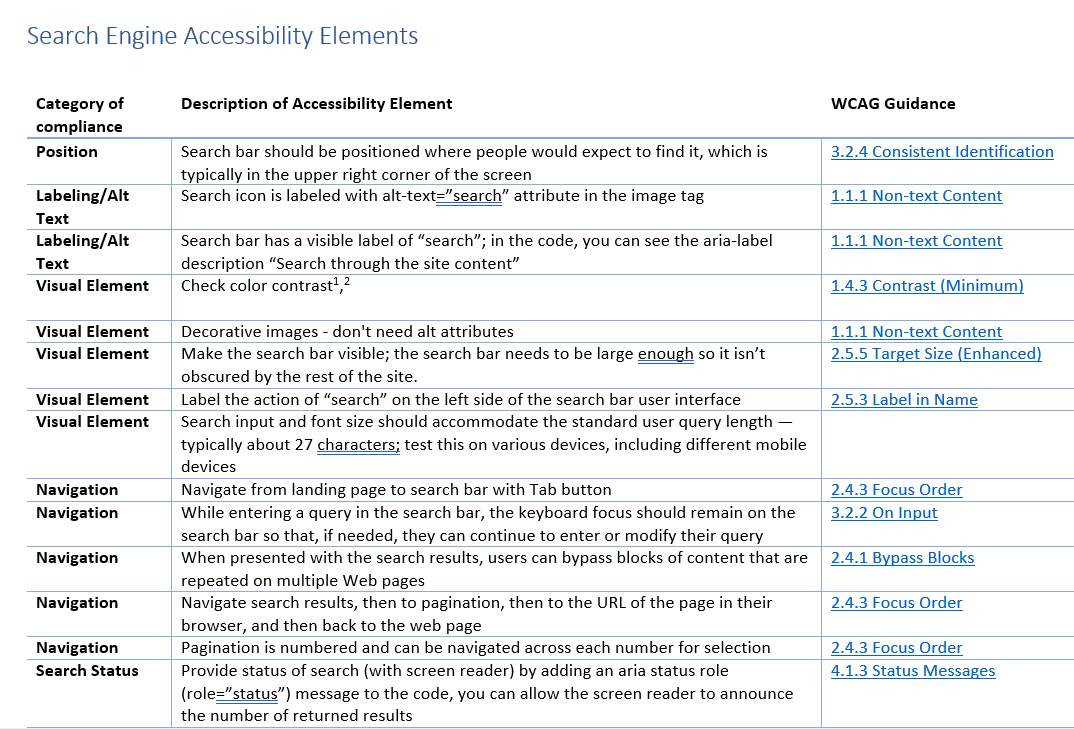 Search Engine Accessibility Elements
Category of compliance Description of Accessibility Element WCAG Guidance
Position Search bar should be positioned where people would expect to find it, which is typically in the upper right corner of the screen 3.2.4 Consistent Identification
Labeling/Alt Text Search icon is labeled with alt-text=”search” attribute in the image tag 1.1.1 Non-text Content
Labeling/Alt Text Search bar has a visible label of “search”; in the code, you can see the aria-label description “Search through the site content” 1.1.1 Non-text Content
Visual Element Check color contrast1,2 1.4.3 Contrast (Minimum)
Visual Element Decorative images - don't need alt attributes 1.1.1 Non-text Content
Visual Element Make the search bar visible; the search bar needs to be large enough so it isn’t obscured by the rest of the site. 2.5.5 Target Size (Enhanced)
Visual Element Label the action of “search” on the left side of the search bar user interface 2.5.3 Label in Name
Visual Element Search input and font size should accommodate the standard user query length — typically about 27 characters; test this on various devices, including different mobile devices
Navigation Navigate from landing page to search bar with Tab button 2.4.3 Focus Order
Navigation While entering a query in the search bar, the keyboard focus should remain on the search bar so that, if needed, they can continue to enter or modify their query 3.2.2 On Input
Navigation When presented with the search results, users can bypass blocks of content that are repeated on multiple Web pages 2.4.1 Bypass Blocks
Navigation Navigate search results, then to pagination, then to the URL of the page in their browser, and then back to the web page 2.4.3 Focus Order
Navigation Pagination is numbered and can be navigated across each number for selection 2.4.3 Focus Order
Search Status Provide status of search (with screen reader) by adding an aria status role (role=”status”) message to the code, you can allow the screen reader to announce the number of returned results 4.1.3 Status Messages